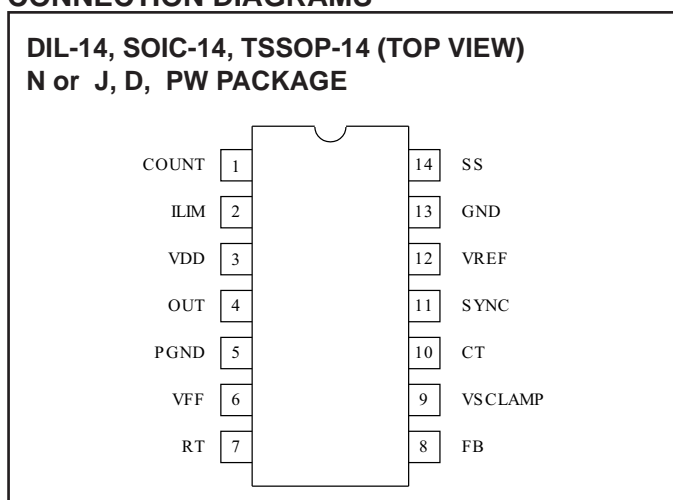 CONNECTION DIAGRAMS
DIL-14, SOIC-14, TSSOP-14 (TOP VIEW)
N or J, D, PW PACKAGE
COUNT 1 14 SS
ILIM 2 13 GND
VDD 3 12 VREF
OUT 4 11 SYNC
PGND 5 10 CT
VFF 6 9 VSCLAMP
RT 7 8 FB